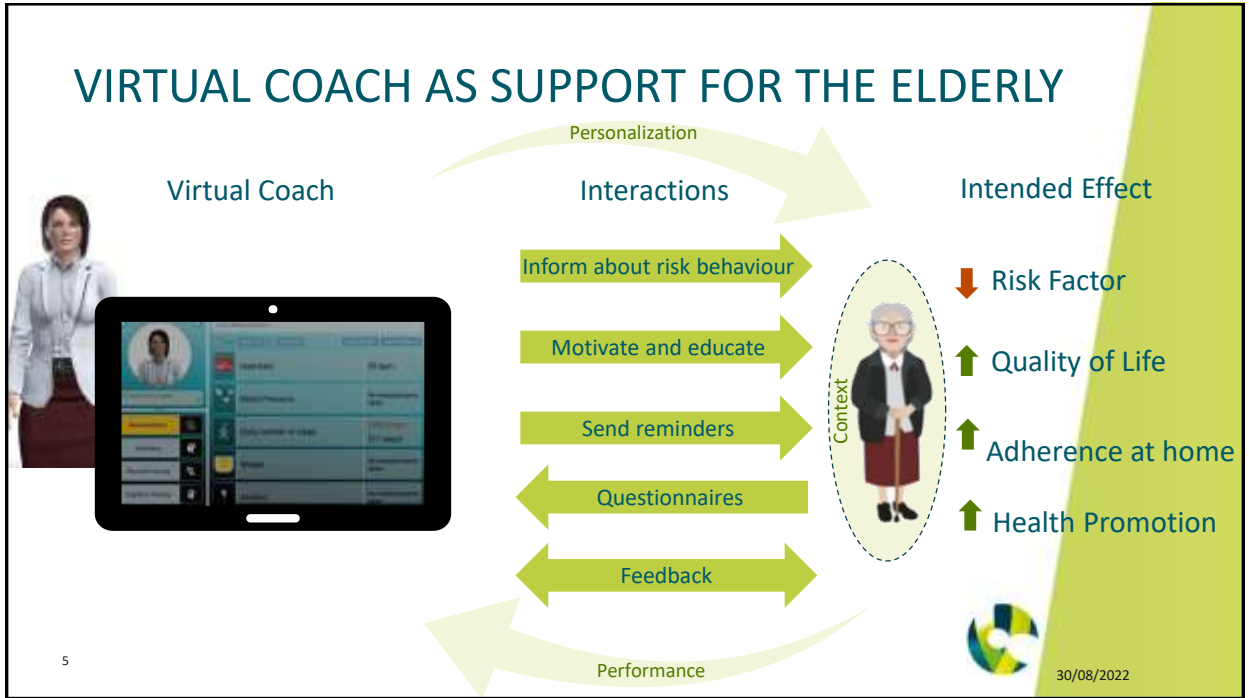 VIRTUAL COACH AS SUPPORT FOR THE ELDERLY
Personalization
Virtual Coach
Interactions
Intended Effect
Inform about risk behaviour
Motivate and educate
Send reminders
Questionnaires
Feedback
Context
Risk Factor
Quality of Life
Adherence at home
Health Promotion
Performance
5
30/08/2022